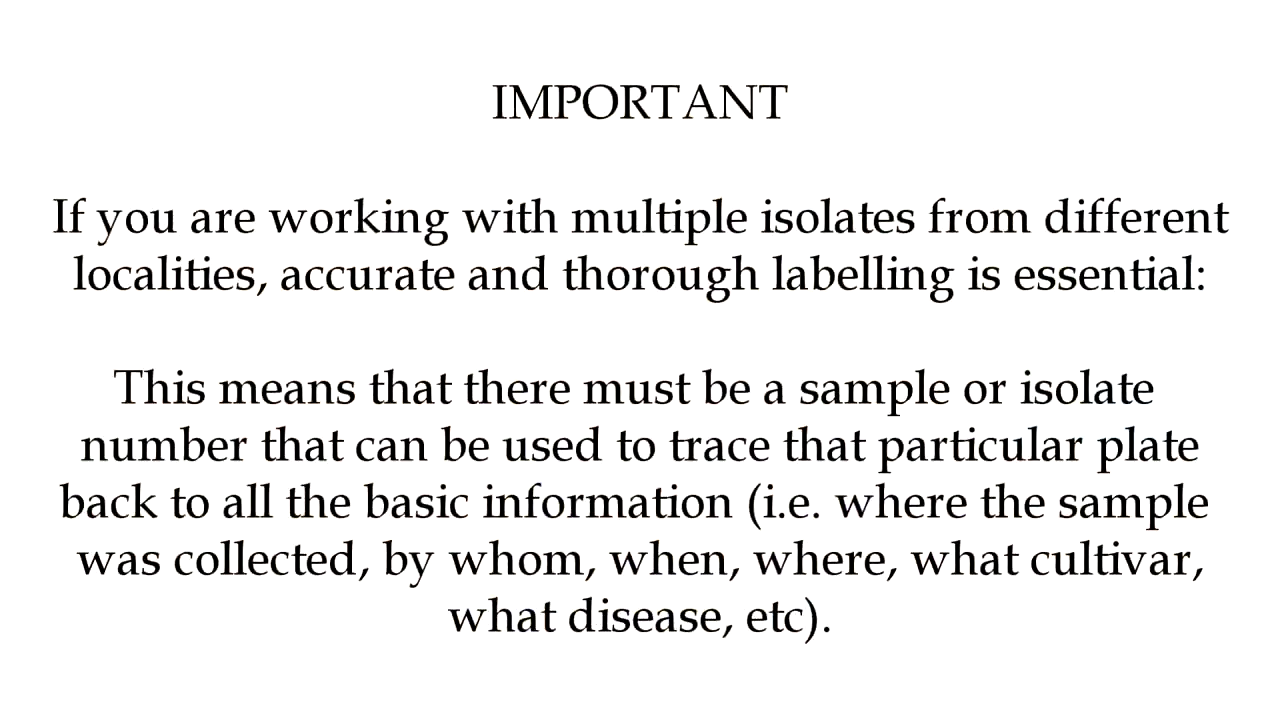 IMPORTANT
If you are working with multiple isolates from different
localities, accurate and thorough labelling is essential:
This means that there must be a sample or isolate
number that can be used to trace that particular plate
back to all the basic information (i.e. where the sample
was collected, by whom, when, where, what cultivar,
what disease, etc).